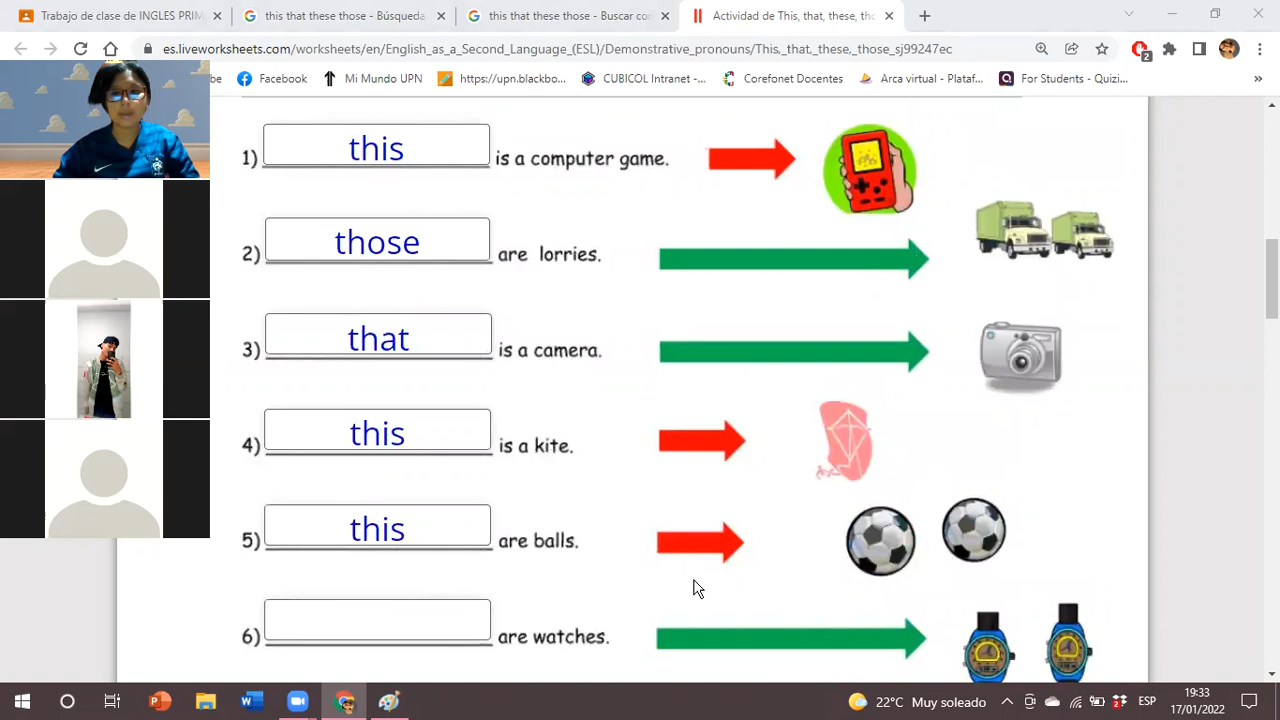 Trabajo de clase de INGLES PRIM
this that these those - Búsqueda
this that these those - Buscar con
Actividad de This, that, these, tho
es.liveworksheets.com/worksheets/en/English_as_a_Second_Language_(ESL)/Demonstrative_pronouns/This,_that,_these,_those_sj99247ec
2
be
Facebook
Mi Mundo UPN
https://upn.blackbo...
CUBICOL Intranet -...
Corefonet Docentes
Arca virtual - Plataf...
For Students - Quizi...
»
1) this is a computer game.
2) those are lorries.
3) that is a camera.
4) this is a kite.
5) this are balls.
6) are watches.
22°C Muy soleado
ESP
19:33
17/01/2022